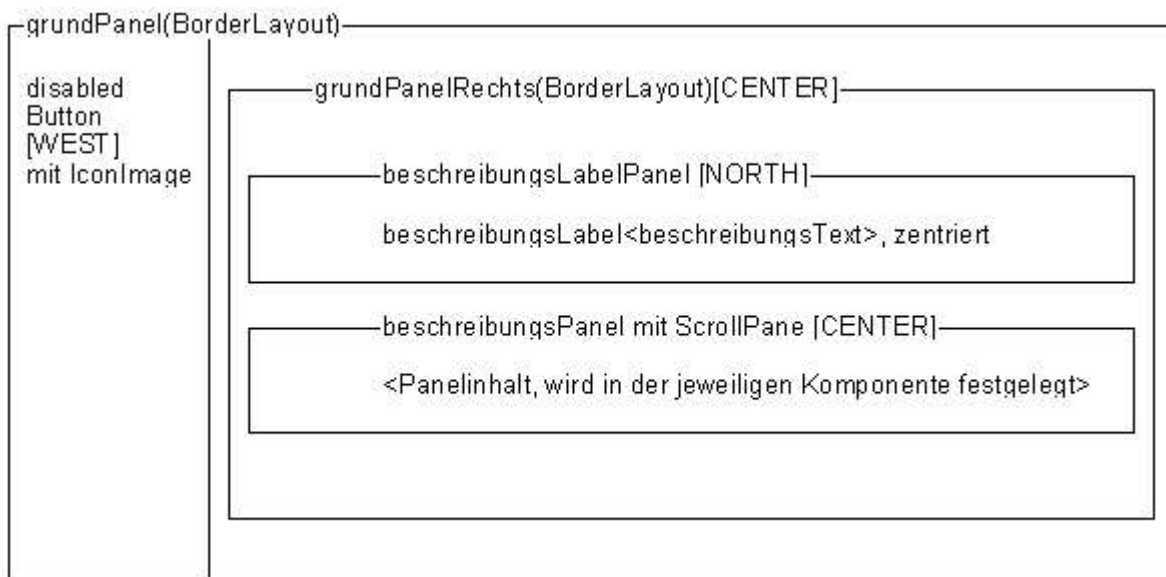 grundPanel(BorderLayout)
disabled
Button
[WEST]
mit IconImage
grundPanelRechts(BorderLayout)[CENTER]
beschreibungsLabelPanel [NORTH]
beschreibungsLabel<beschreibungsText>, zentriert
beschreibungsPanel mit ScrollPane [CENTER]
<Panelinhalt, wird in der jeweiligen Komponente festgelegt>